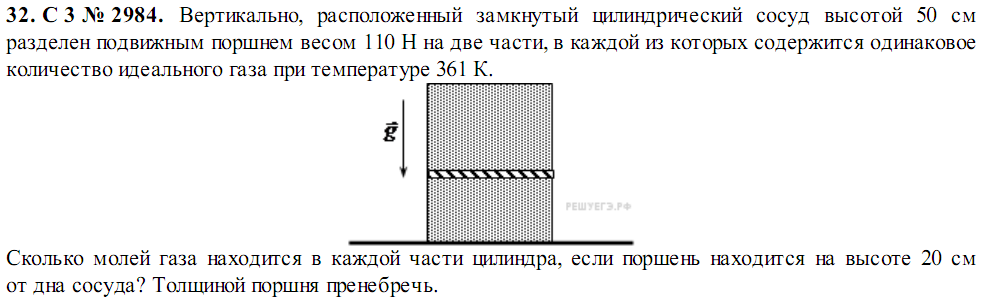 32. С 3 № 2984. Вертикально, расположенный замкнутый цилиндрический сосуд высотой 50 см
разделен подвижным поршнем весом 110 Н на две части, в каждой из которых содержится одинаковое
количество идеального газа при температуре 361 К.
g
РЕШУЕГЭ.РФ
Сколько молей газа находится в каждой части цилиндра, если поршень находится на высоте 20 см
от дна сосуда? Толщиной поршня пренебречь.